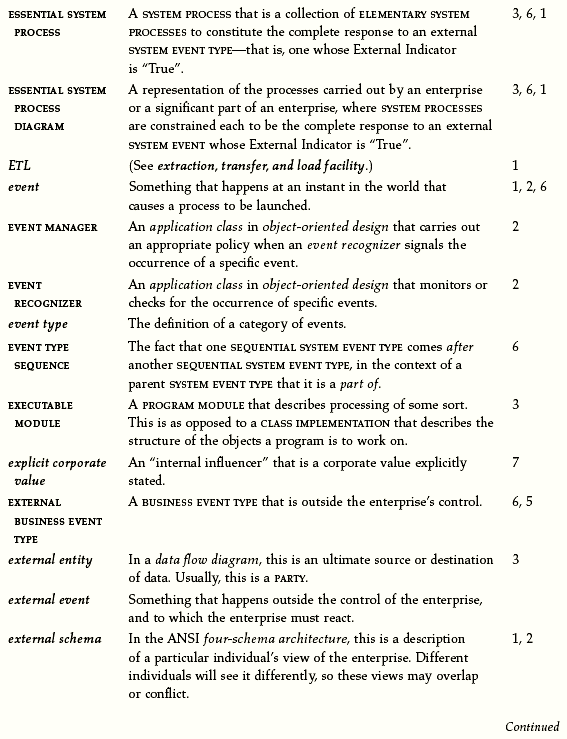 ESSENTIAL SYSTEM PROCESS A SYSTEM PROCESS that is a collection of ELEMENTARY SYSTEM 3, 6, 1
PROCESSES to constitute the complete response to an external
SYSTEM EVENT TYPE—that is, one whose External Indicator
is “True”.
ESSENTIAL SYSTEM PROCESS DIAGRAM A representation of the processes carried out by an enterprise 3, 6, 1
or a significant part of an enterprise, where SYSTEM PROCESSES
are constrained each to be the complete response to an external
SYSTEM EVENT whose External Indicator is “True”.
ETL (See extraction, transfer, and load facility.) 1
event Something that happens at an instant in the world that 1, 2, 6
causes a process to be launched.
EVENT MANAGER An application class in object-oriented design that carries out 2
an appropriate policy when an event recognizer signals the
occurrence of a specific event.
EVENT RECOGNIZER An application class in object-oriented design that monitors or 2
checks for the occurrence of specific events.
event type The definition of a category of events.
EVENT TYPE SEQUENCE The fact that one SEQUENTIAL SYSTEM EVENT TYPE comes after 6
another SEQUENTIAL SYSTEM EVENT TYPE, in the context of a
parent SYSTEM EVENT TYPE that it is a part of.
EXECUTABLE MODULE A PROGRAM MODULE that describes processing of some sort. 3
This is as opposed to a CLASS IMPLEMENTATION that describes the
structure of the objects a program is to work on.
explicit corporate value An “internal influencer” that is a corporate value explicitly 7
stated.
EXTERNAL BUSINESS EVENT TYPE A BUSINESS EVENT TYPE that is outside the enterprise’s control. 6, 5
external entity In a data flow diagram, this is an ultimate source or destination 3
of data. Usually, this is a PARTY.
external event Something that happens outside the control of the enterprise,
and to which the enterprise must react.
external schema In the ANSI four-schema architecture, this is a description 1, 2
of a particular individual’s view of the enterprise. Different
individuals will see it differently, so these views may overlap
or conflict.
Continued